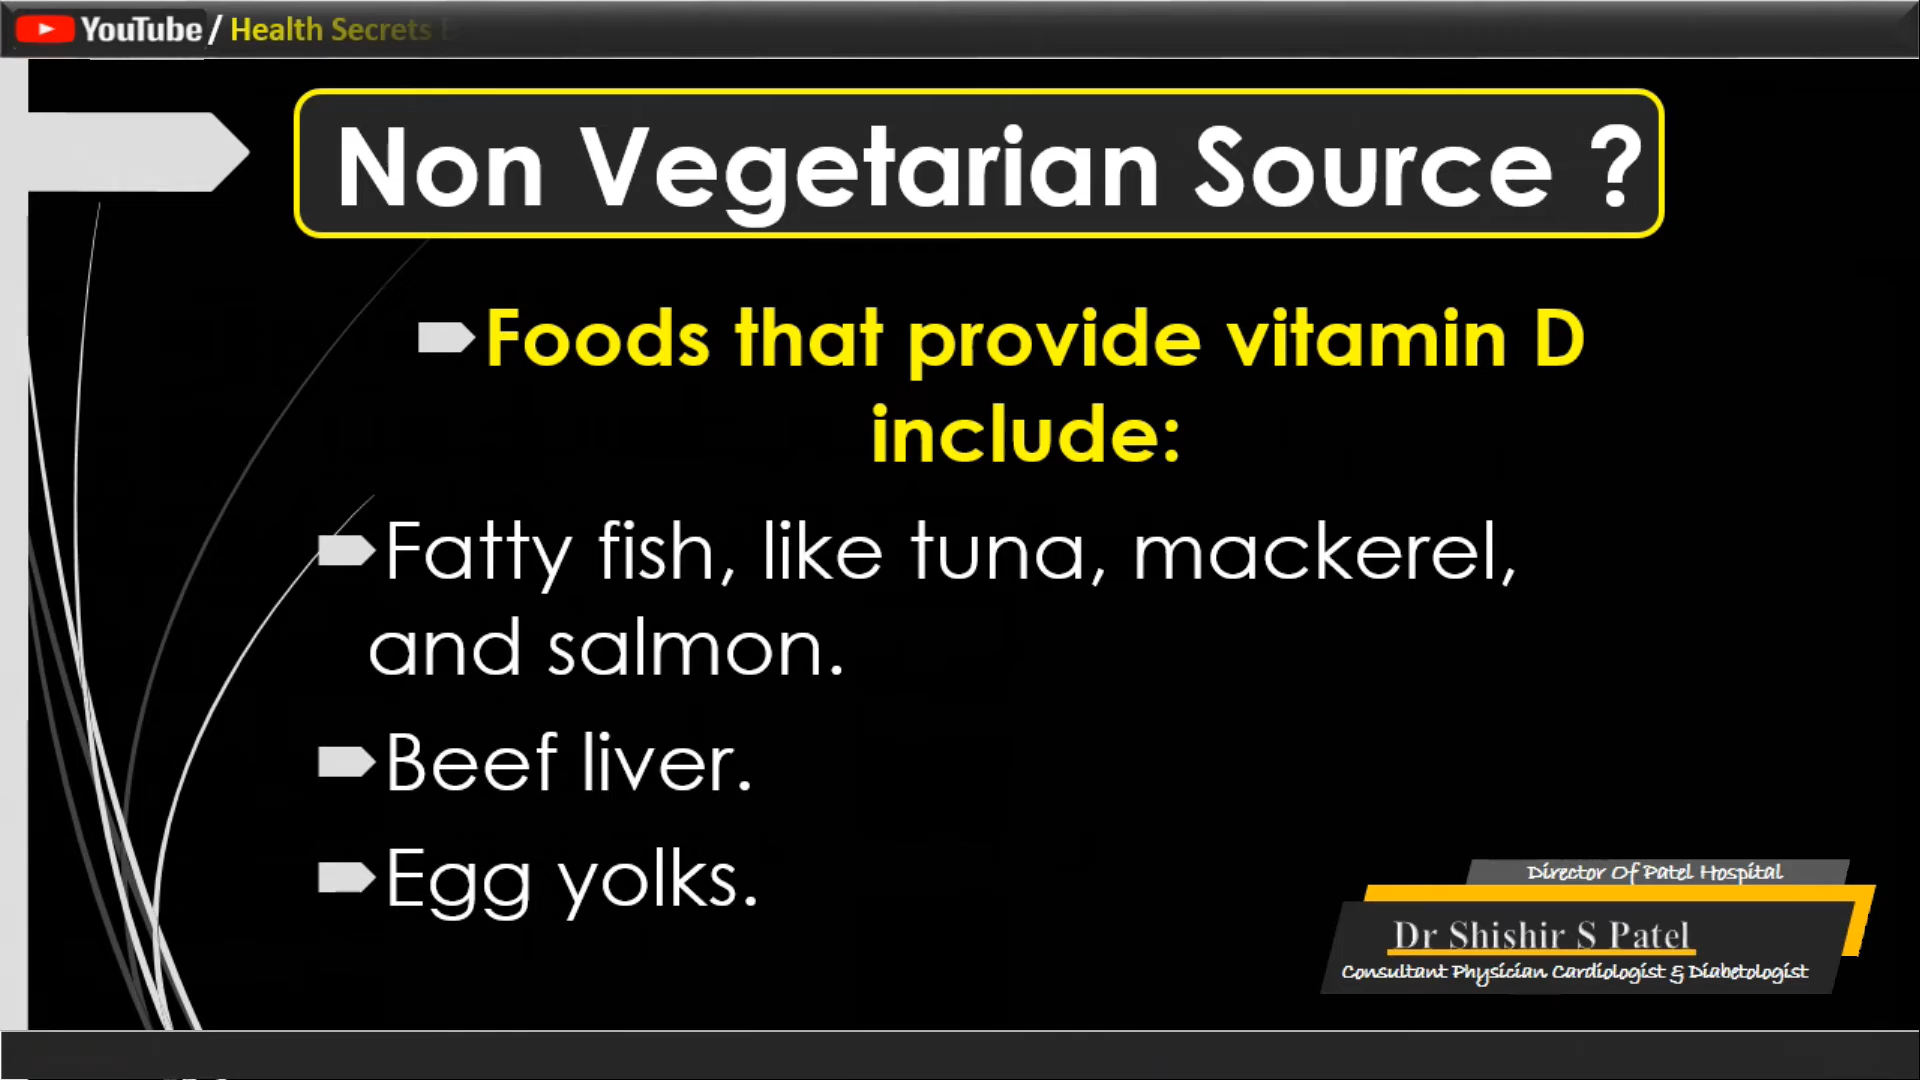 YouTube / Health Secrets
Non Vegetarian Source ?
Foods that provide vitamin D
include:
Fatty fish, like tuna, mackerel,
and salmon.
Beef liver.
Egg yolks.
Director Of Patel Hospital
Dr Shishir S Patel
Consultant Physician Cardiologist & Diabetologist